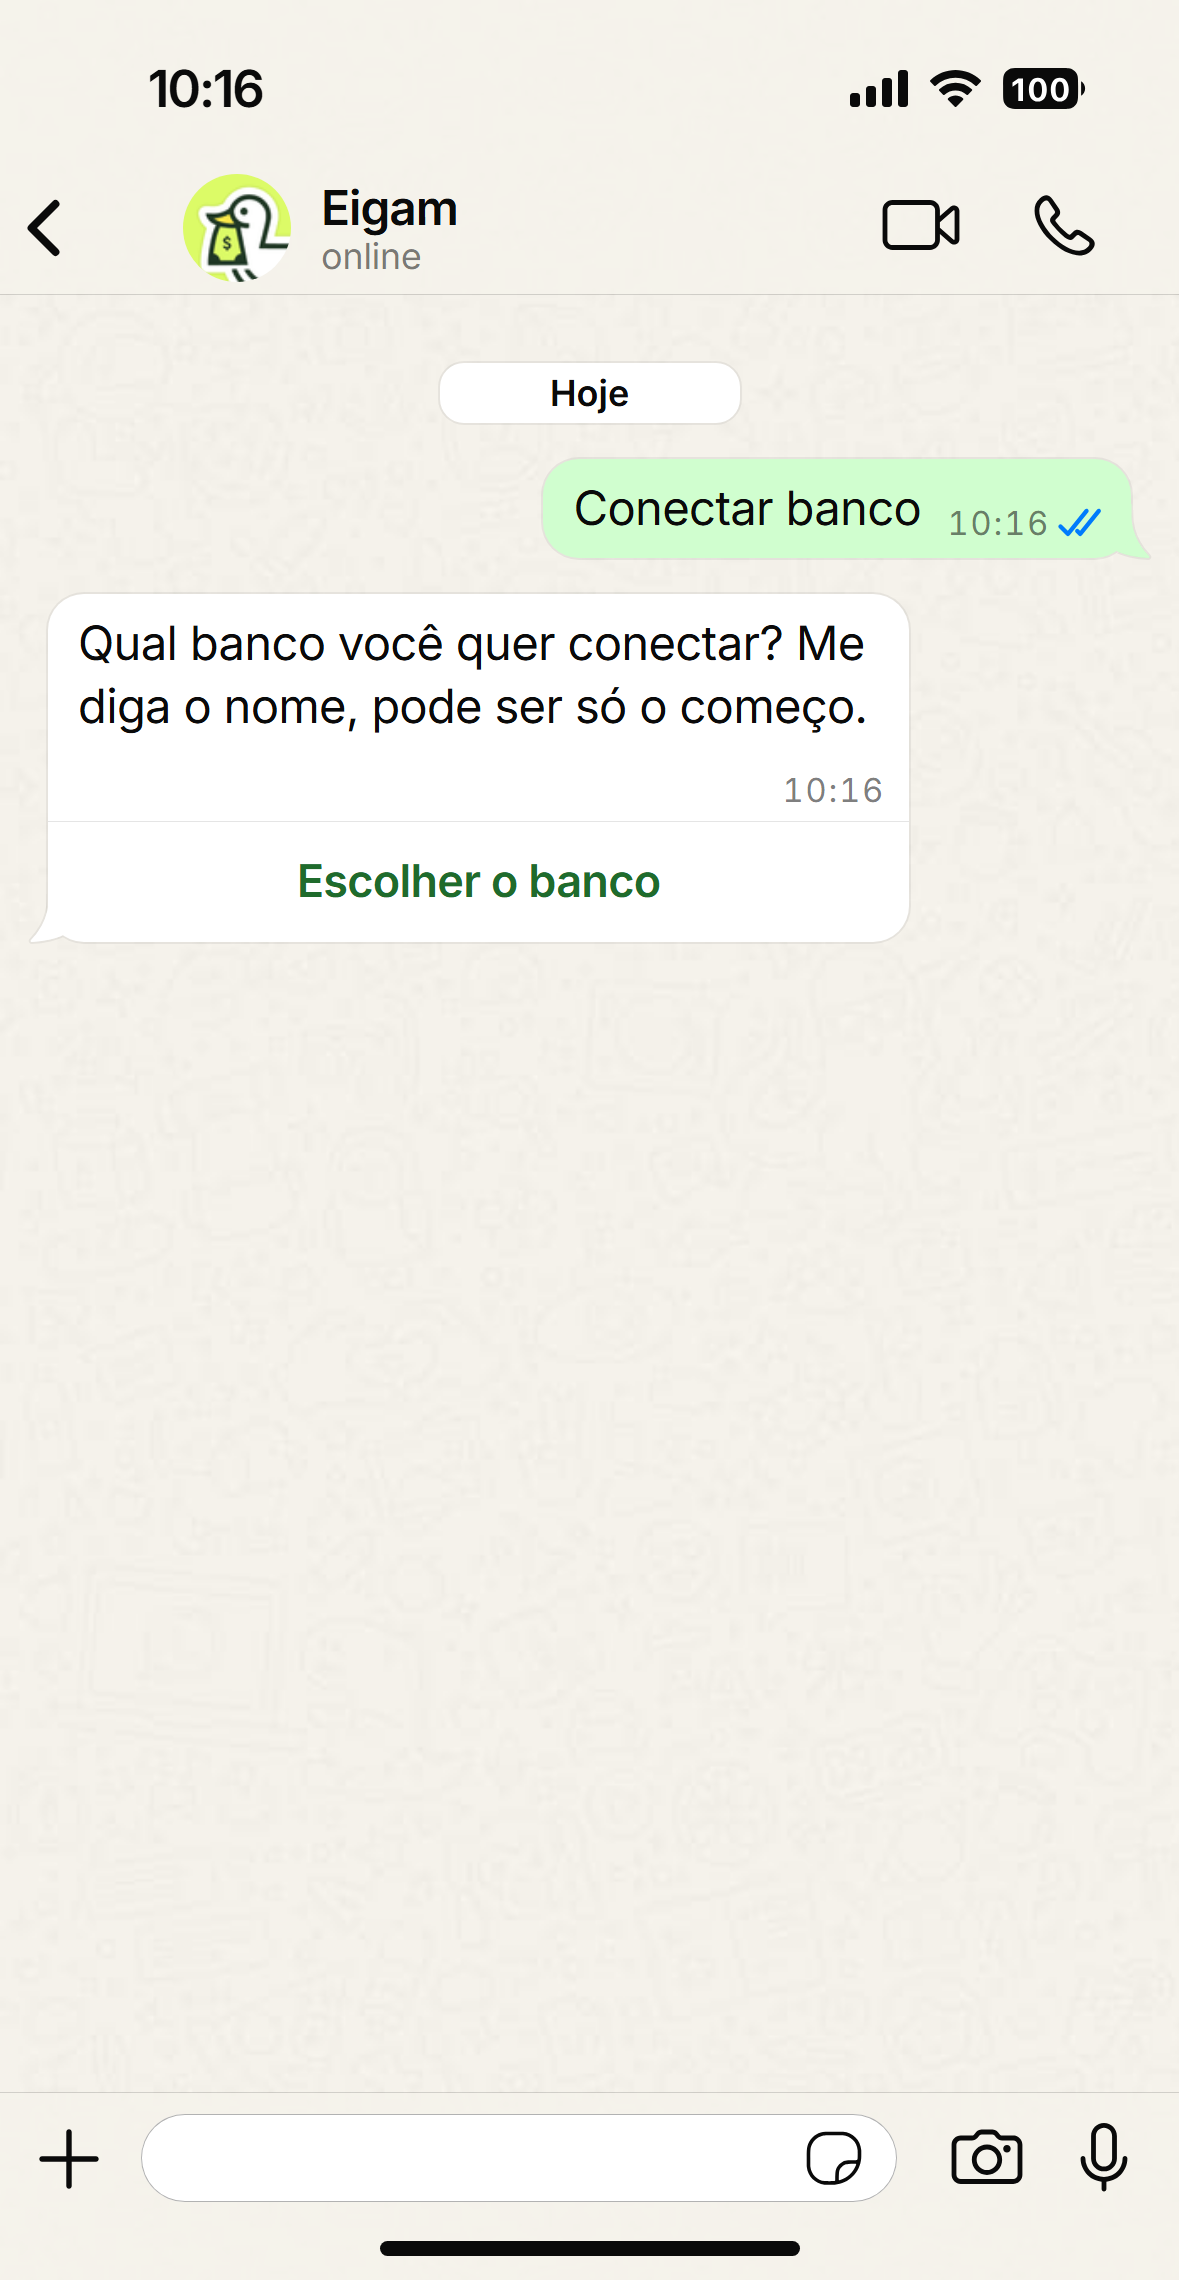 10:16
100
Eigam
online
$
Hoje
Conectar banco 10:16
Qual banco você quer conectar? Me
diga o nome, pode ser só o começo.
10:16
Escolher o banco